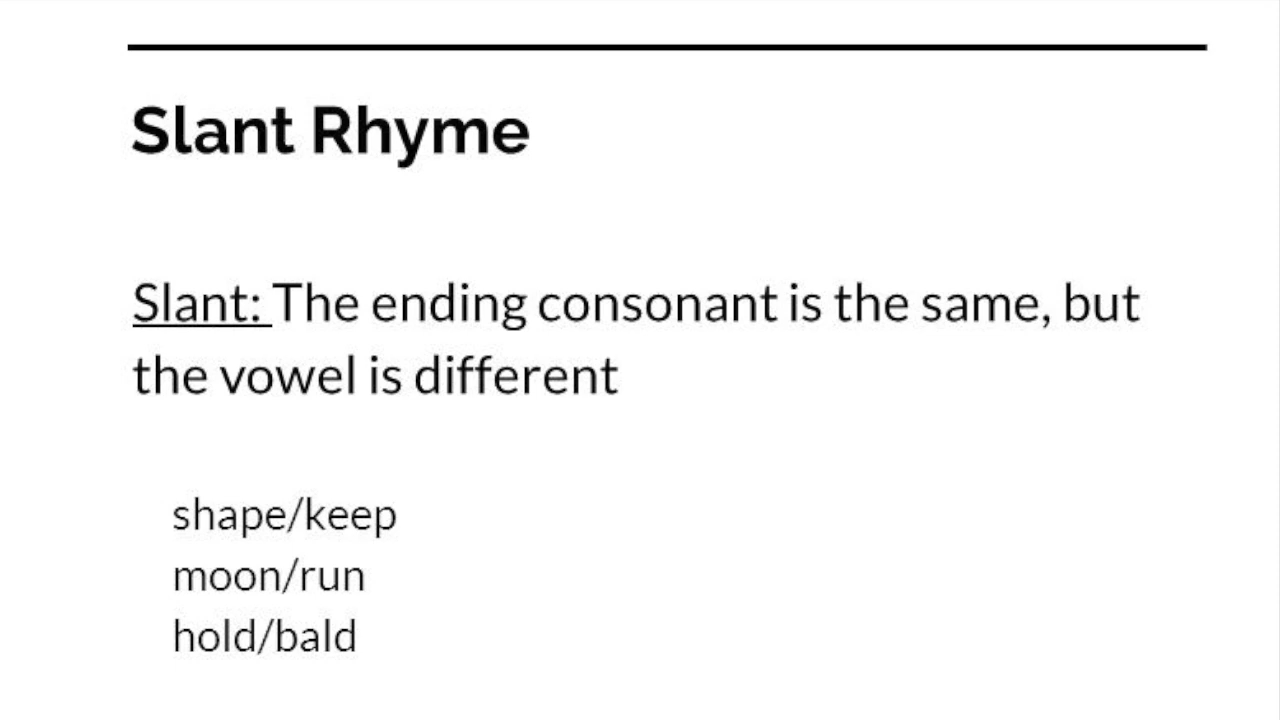 Slant Rhyme
Slant: The ending consonant is the same, but
the vowel is different
shape/keep
moon/run
hold/bald